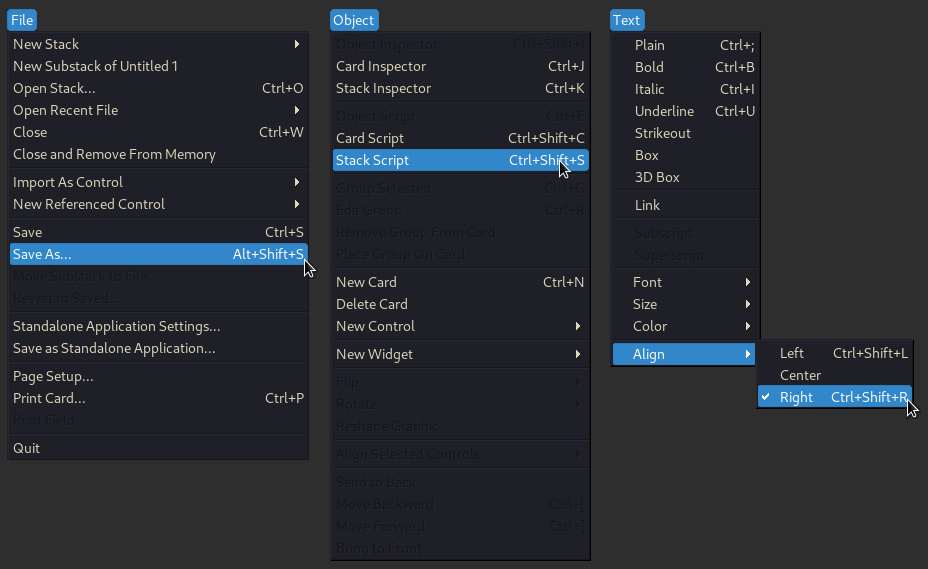 File
New Stack
New Substack of Untitled 1
Open Stack... Ctrl+O
Open Recent File
Close Ctrl+W
Close and Remove From Memory
Import As Control
New Referenced Control
Save Ctrl+S
Save As... Alt+Shift+S
Move Substack to File...
Revert to Saved...
Standalone Application Settings...
Save as Standalone Application...
Page Setup...
Print Card... Ctrl+P
Print Field...
Quit
Object
Object Inspector Ctrl+Shift+I
Card Inspector Ctrl+J
Stack Inspector Ctrl+K
Object Script Ctrl+E
Card Script Ctrl+Shift+C
Stack Script Ctrl+Shift+S
Group Selected Ctrl+G
Edit Group Ctrl+R
Remove Group From Card
Place Group On Card
New Card Ctrl+N
Delete Card
New Control
New Widget
Flip
Rotate
Reshape Graphic
Align Selected Controls
Send to Back
Move Backward Ctrl+[
Move Forward Ctrl+]
Bring to Front
Text
Plain Ctrl+;
Bold Ctrl+B
Italic Ctrl+I
Underline Ctrl+U
Strikeout
Box
3D Box
Link
Subscript
Superscript
Font
Size
Color
Align
Left Ctrl+Shift+L
Center
Right Ctrl+Shift+R